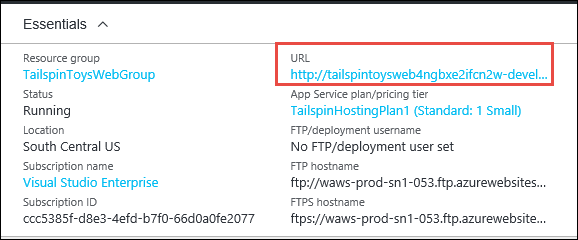 Essentials
Resource group
TailspinToysWebGroup
Status
Running
Location
South Central US
Subscription name
Visual Studio Enterprise
Subscription ID
ccc5385f-d8e3-4efd-b7f0-66d0a0fe2077
URL
http://tailspintoysweb4ngbxe2ifcn2w-devel...
App Service plan/pricing tier
TailspinHostingPlan1 (Standard: 1 Small)
FTP/deployment username
No FTP/deployment user set
FTP hostname
ftp://waws-prod-sn1-053.ftp.azurewebsites...
FTPS hostname
ftps://waws-prod-sn1-053.ftp.azurewebsites...